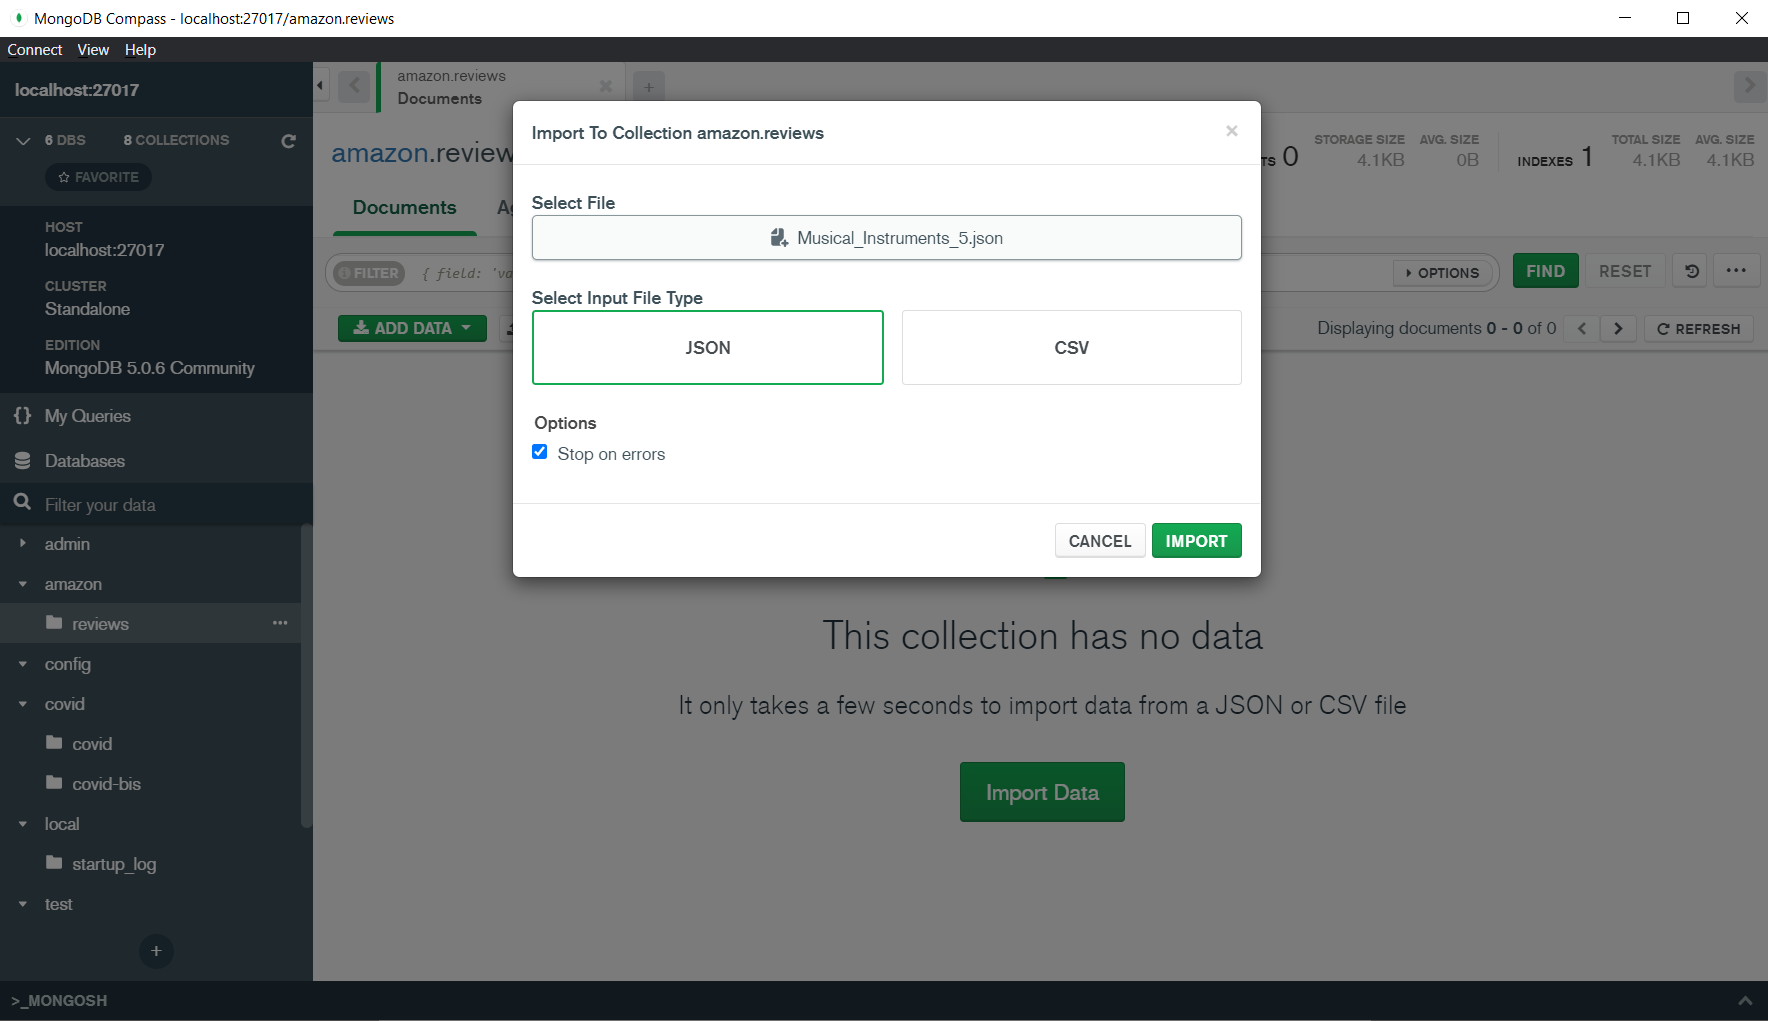 MongoDB Compass - localhost:27017/amazon.reviews
Connect View Help
localhost:27017
6 DBS 8 COLLECTIONS
FAVORITE
HOST
localhost:27017
CLUSTER
Standalone
EDITION
MongoDB 5.0.6 Community
My Queries
Databases
Filter your data
admin
amazon
reviews
config
covid
covid
covid-bis
local
startup_log
test
>_MONGOSH
amazon.reviews
Documents
amazon.review
TS 0
STORAGE SIZE
4.1KB
AVG. SIZE
0B
INDEXES 1
TOTAL SIZE
4.1KB
AVG. SIZE
4.1KB
Documents A
FILTER { field: 'va
OPTIONS
FIND
RESET
ADD DATA
Displaying documents 0 - 0 of 0
REFRESH
Import To Collection amazon.reviews
Select File
Musical_Instruments_5.json
Select Input File Type
JSON
CSV
Options
Stop on errors
CANCEL
IMPORT
This collection has no data
It only takes a few seconds to import data from a JSON or CSV file
Import Data